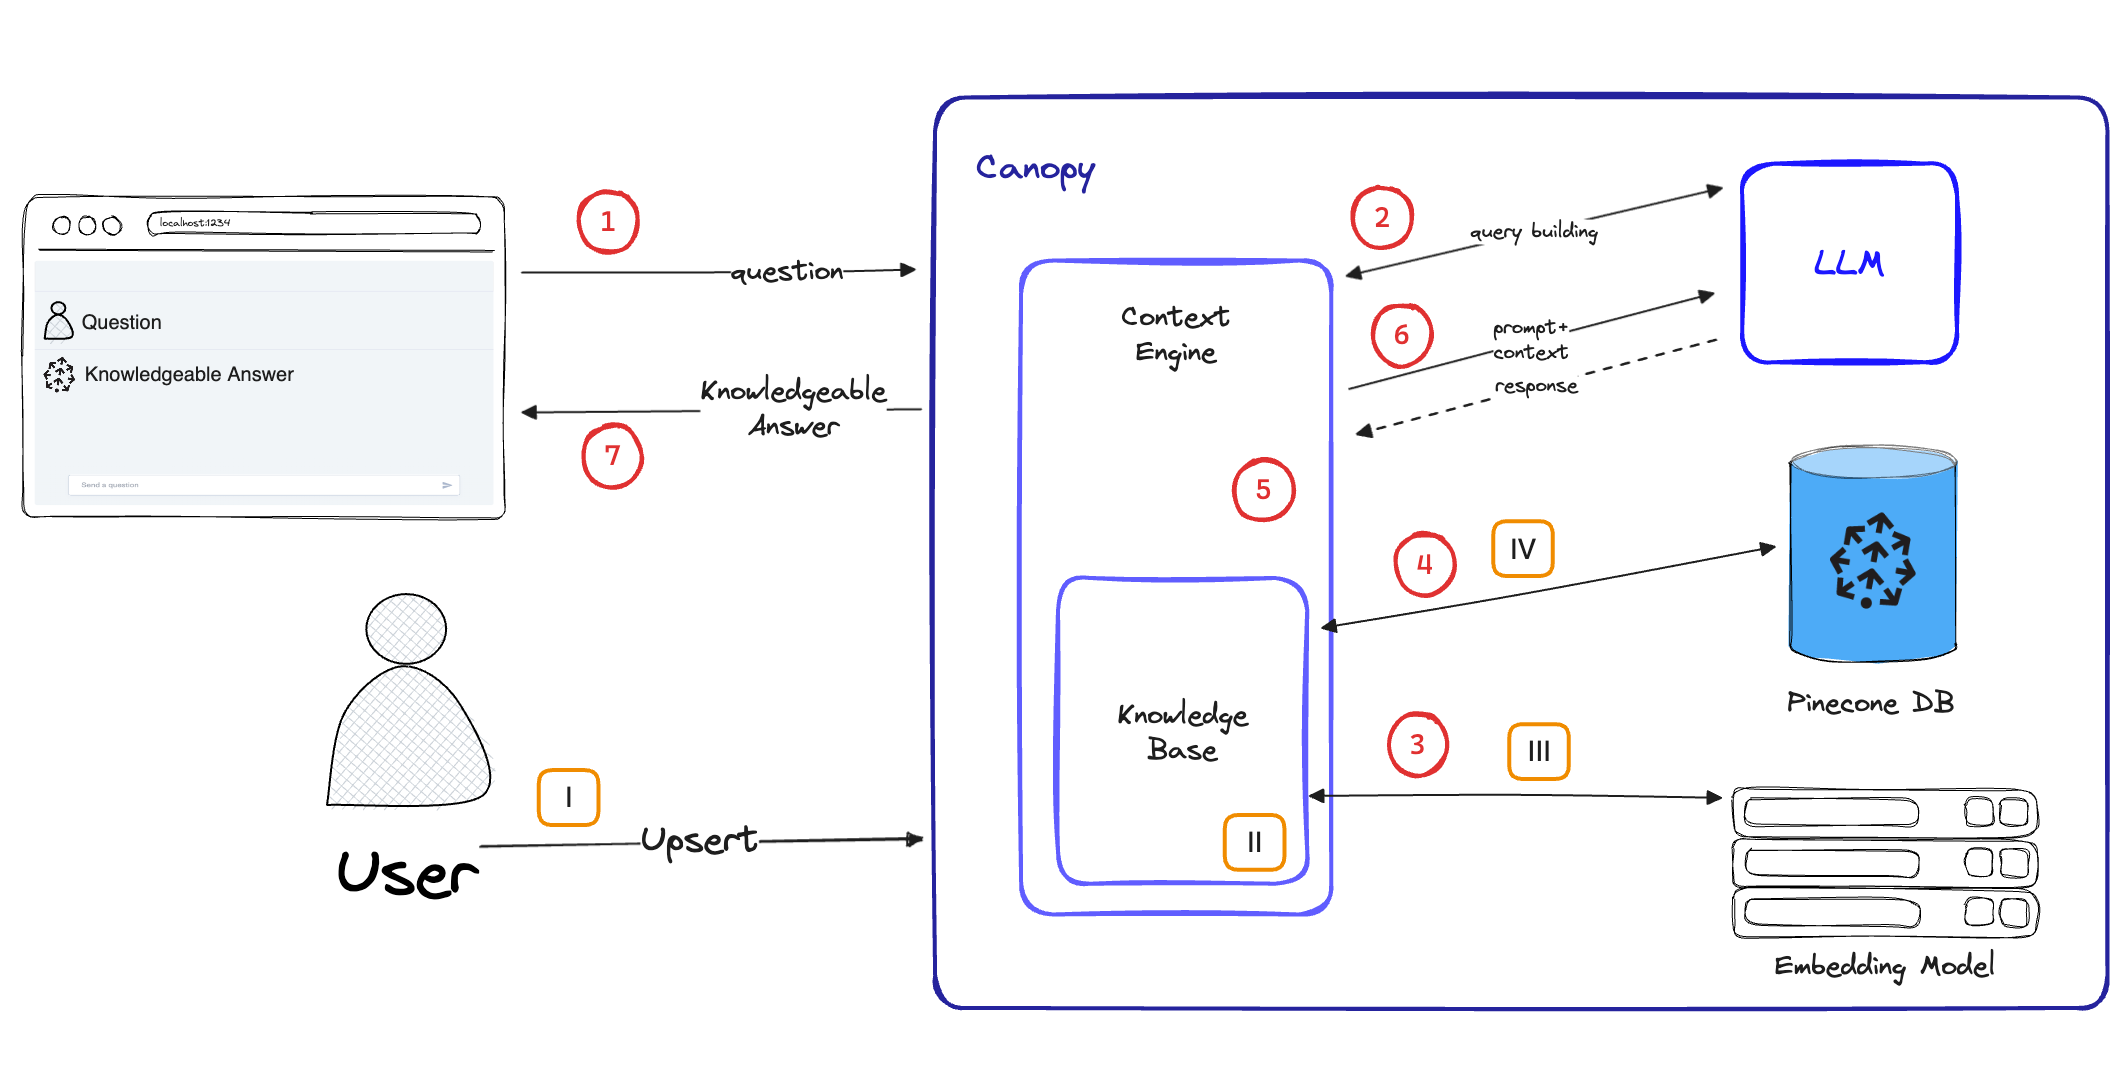 localhost:1234
Question
Knowledgeable Answer
Send a question
1
question
Knowledgeable
Answer
7
User
I
Upsert
Canopy
Context
Engine
5
Knowledge
Base
II
2
query building
6
prompt+
context
response
LLM
4
IV
Pinecone DB
3
III
Embedding Model